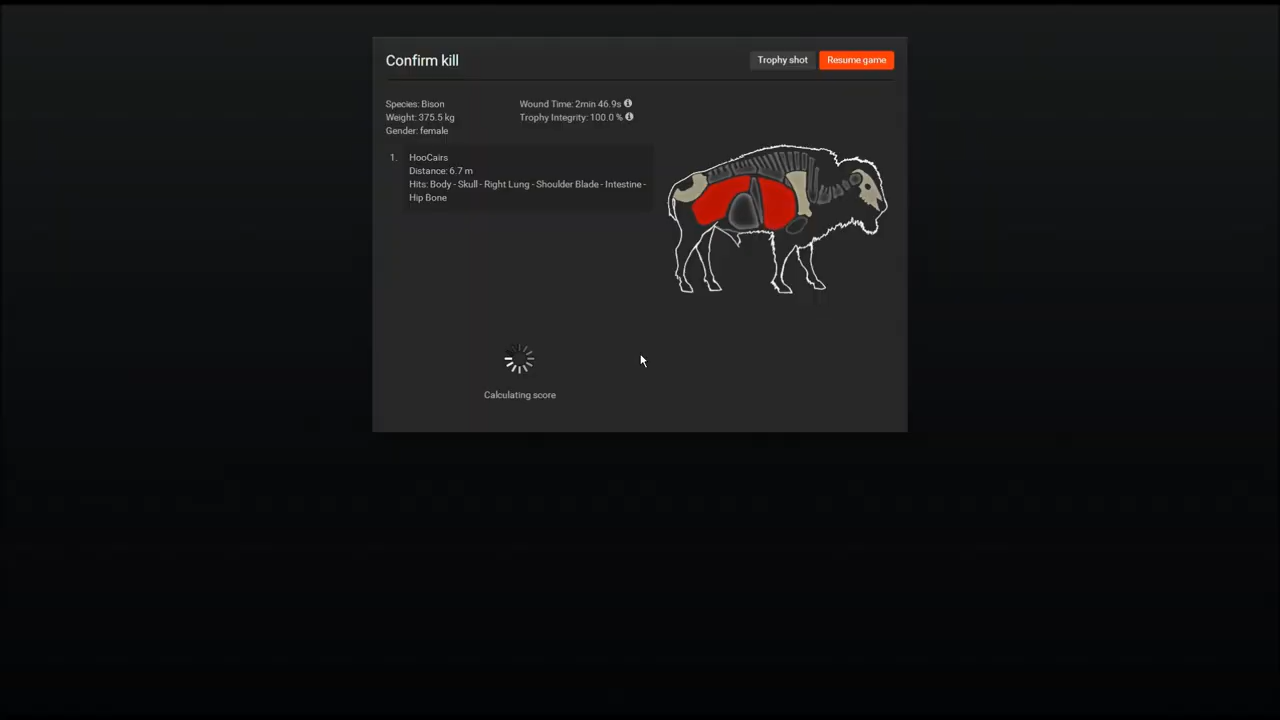 Confirm kill
Trophy shot
Resume game
Species: Bison
Wound Time: 2min 46.9s
Weight: 375.5 kg
Trophy Integrity: 100.0 %
Gender: female
1. HooCairs
Distance: 6.7 m
Hits: Body - Skull - Right Lung - Shoulder Blade - Intestine -
Hip Bone
Calculating score